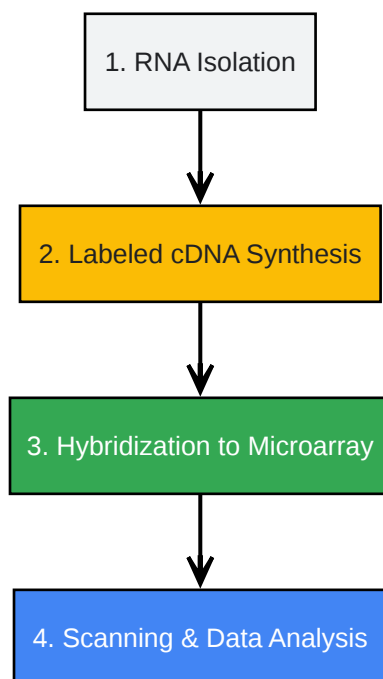 1. RNA Isolation
2. Labeled cDNA Synthesis
3. Hybridization to Microarray
4. Scanning & Data Analysis